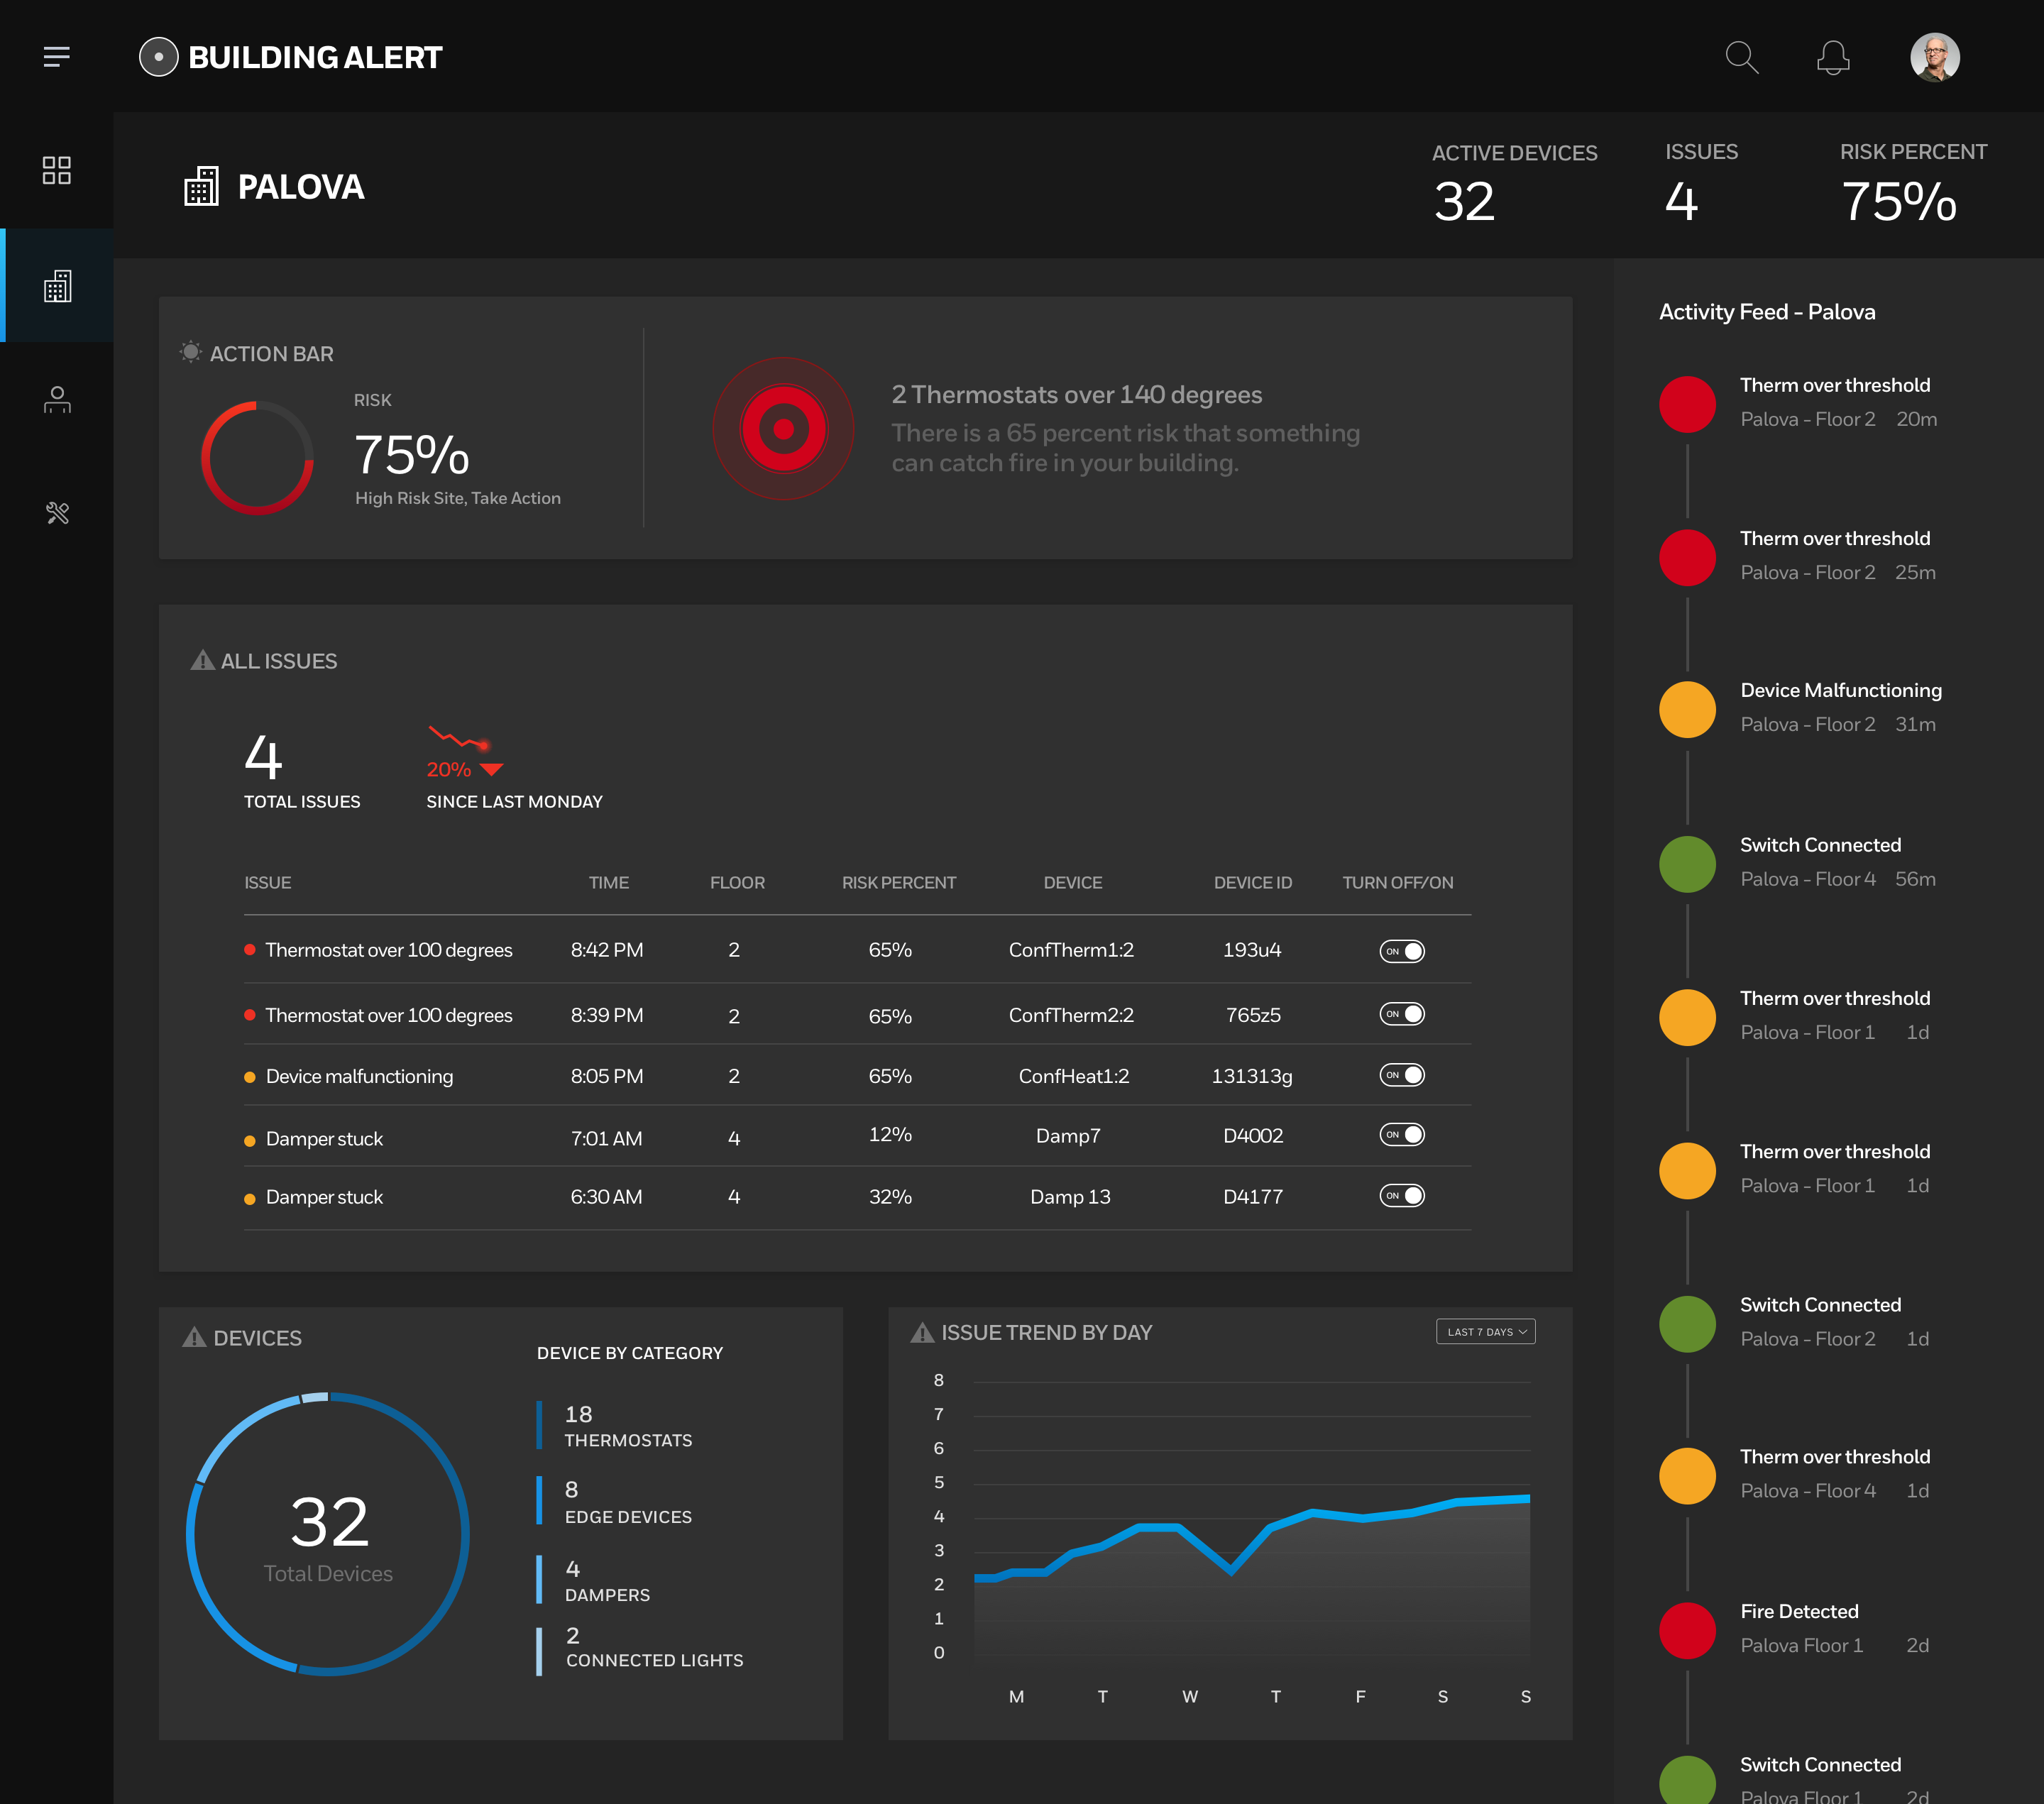 BUILDING ALERT
PALOVA
ACTIVE DEVICES
32
ISSUES
4
RISK PERCENT
75%
ACTION BAR
RISK
75%
High Risk Site, Take Action
2 Thermostats over 140 degrees
There is a 65 percent risk that something
can catch fire in your building.
ALL ISSUES
4
TOTAL ISSUES
20%
SINCE LAST MONDAY
ISSUE TIME FLOOR RISK PERCENT DEVICE DEVICE ID TURN OFF/ON
Thermostat over 100 degrees 8:42 PM 2 65% ConfTherm1:2 193u4 ON
Thermostat over 100 degrees 8:39 PM 2 65% ConfTherm2:2 765z5 ON
Device malfunctioning 8:05 PM 2 65% ConfHeat1:2 131313g ON
Damper stuck 7:01 AM 4 12% Damp7 D4002 ON
Damper stuck 6:30 AM 4 32% Damp 13 D4177 ON
DEVICES
32
Total Devices
DEVICE BY CATEGORY
18
THERMOSTATS
8
EDGE DEVICES
4
DAMPERS
2
CONNECTED LIGHTS
ISSUE TREND BY DAY
LAST 7 DAYS
8
7
6
5
4
3
2
1
0
M T W T F S S
Activity Feed - Palova
Therm over threshold
Palova - Floor 2 20m
Therm over threshold
Palova - Floor 2 25m
Device Malfunctioning
Palova - Floor 2 31m
Switch Connected
Palova - Floor 4 56m
Therm over threshold
Palova - Floor 1 1d
Therm over threshold
Palova - Floor 1 1d
Switch Connected
Palova - Floor 2 1d
Therm over threshold
Palova - Floor 4 1d
Fire Detected
Palova Floor 1 2d
Switch Connected
Palova Floor 1 2d